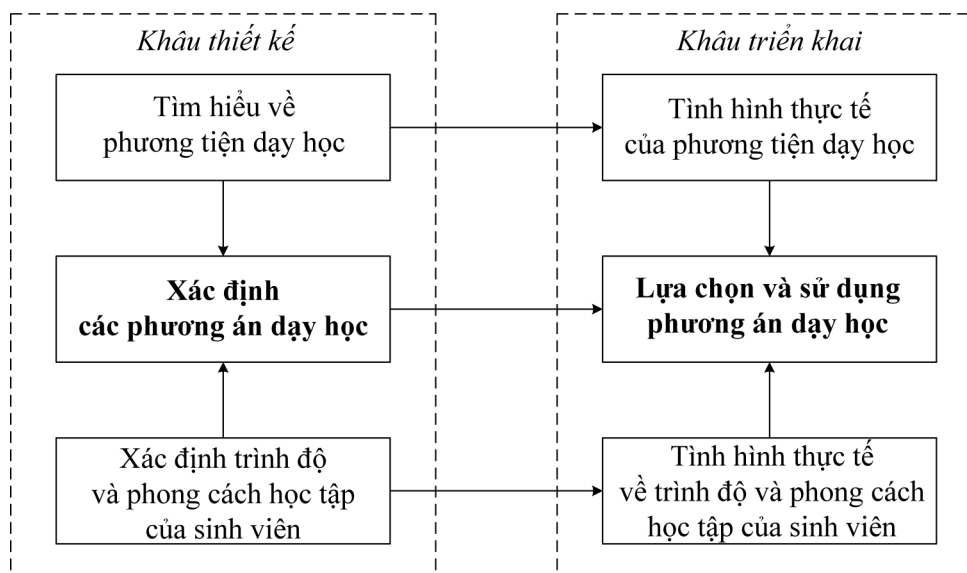 Khâu thiết kế
Tìm hiểu về
phương tiện dạy học
Xác định
các phương án dạy học
Xác định trình độ
và phong cách học tập
của sinh viên
Khâu triển khai
Tình hình thực tế
của phương tiện dạy học
Lựa chọn và sử dụng
phương án dạy học
Tình hình thực tế
về trình độ và phong cách
học tập của sinh viên